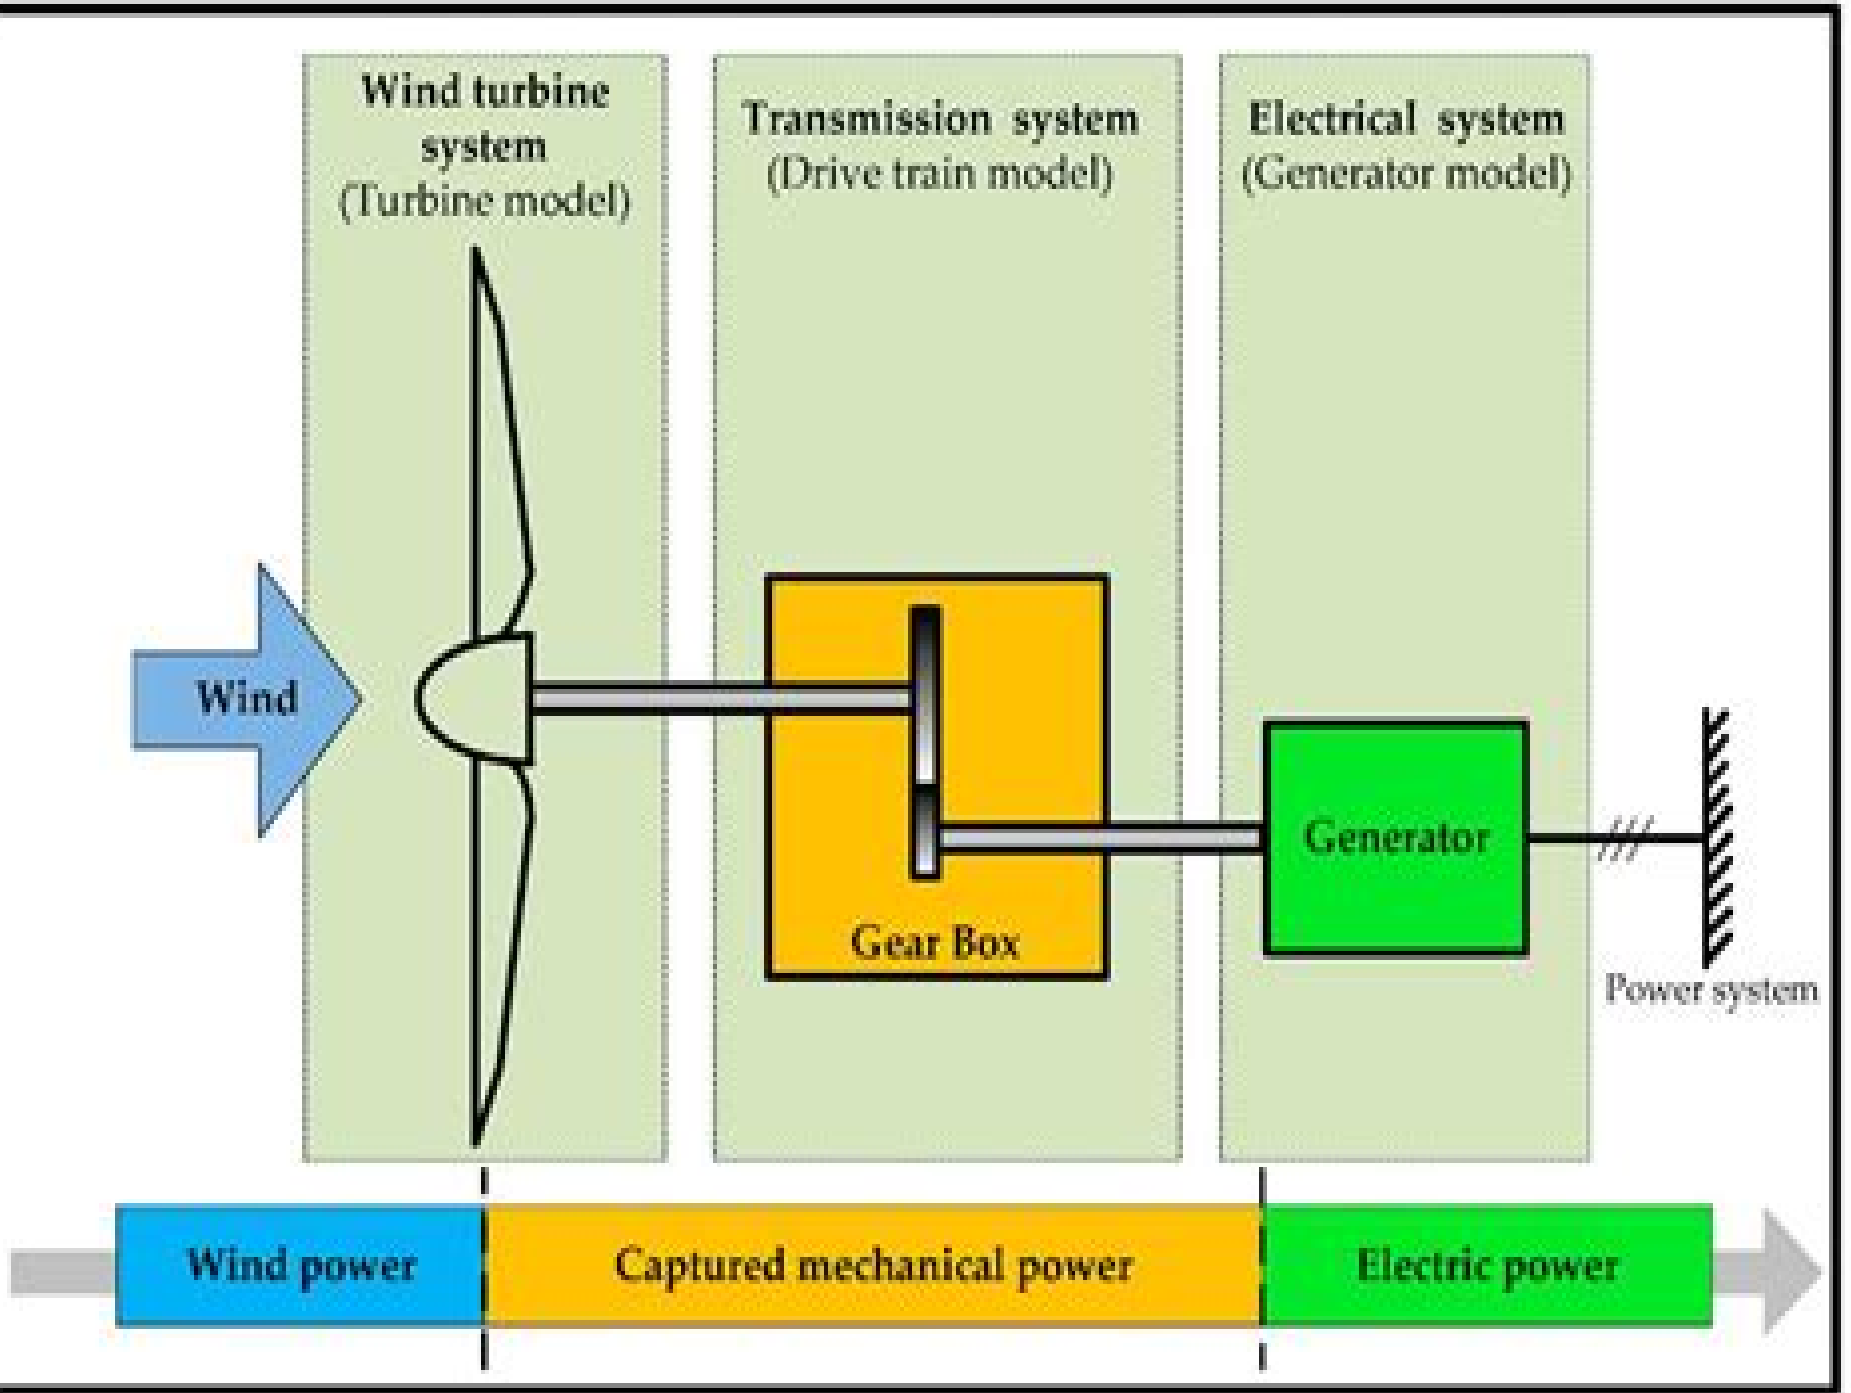 Wind turbine
system
(Turbine model)
Transmission system
(Drive train model)
Electrical system
(Generator model)
Wind
Gear Box
Generator
Power system
Wind power
Captured mechanical power
Electric power